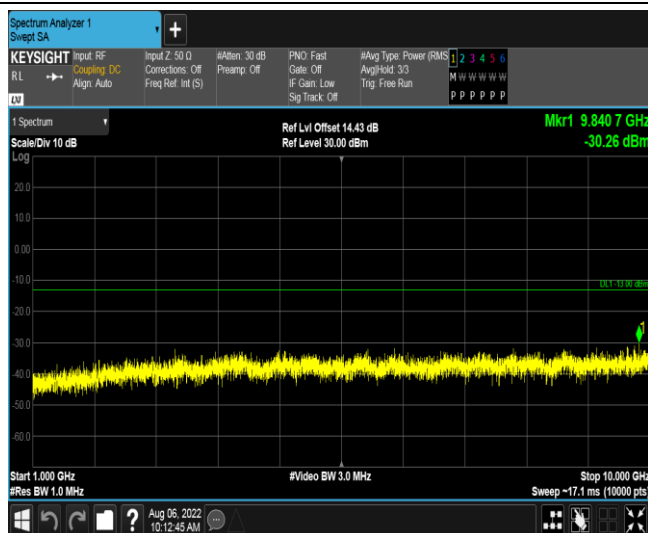 Spectrum Analyzer 1
Swept SA
KEYSIGHT
RL
LXI
Input: RF
Coupling: DC
Align: Auto
Input Z: 50 Ω
Corrections: Off
Freq Ref: Int (S)
#Atten: 30 dB
Preamp: Off
PNO: Fast
Gate: Off
IF Gain: Low
Sig Track: Off
#Avg Type: Power (RMS
Avg|Hold: 3/3
Trig: Free Run
1 2 3 4 5 6
M W W W W W
P P P P P P
1 Spectrum
Scale/Div 10 dB
Log
Ref Lvl Offset 14.43 dB
Ref Level 30.00 dBm
Mkr1 9.840 7 GHz
-30.26 dBm
20.0
10.0
0.00
-10.0
-20.0
-30.0
-40.0
-50.0
-60.0
DL1 -13.00 dBm
1
Start 1.000 GHz
#Res BW 1.0 MHz
#Video BW 3.0 MHz
Stop 10.000 GHz
Sweep ~17.1 ms (10000 pts)
?
Aug 06, 2022
10:12:45 AM